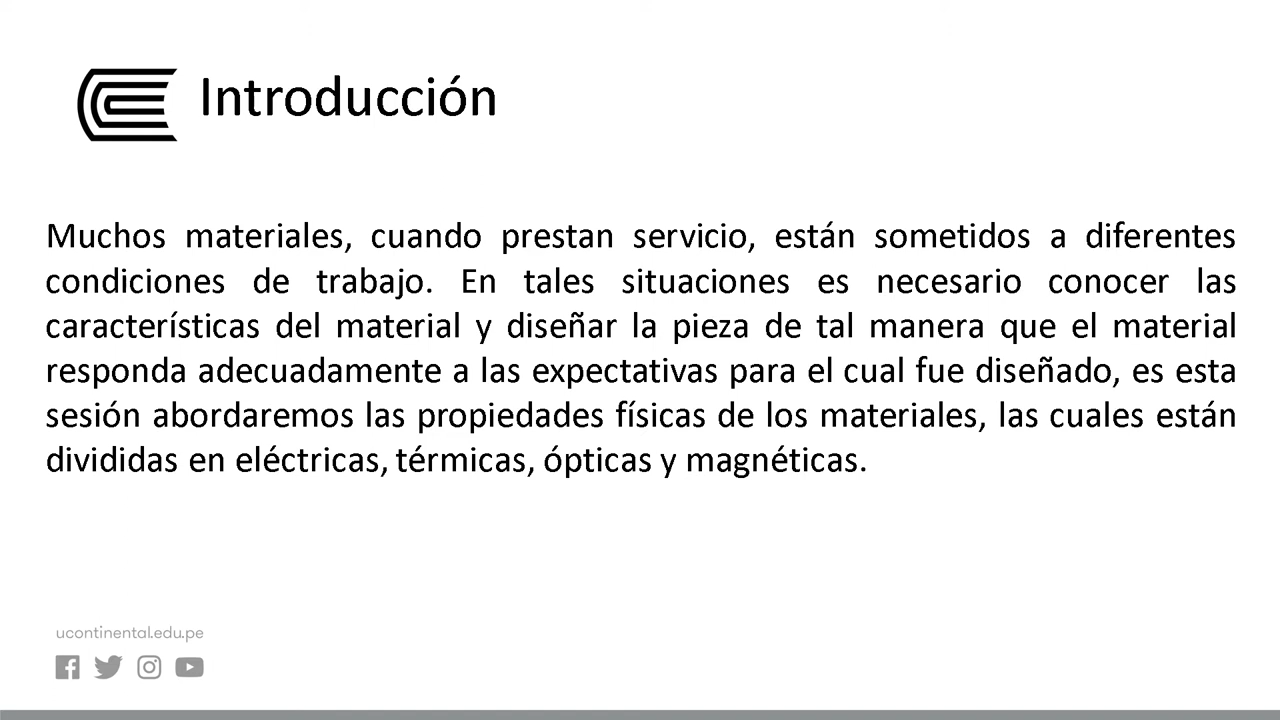 Introducción
Muchos materiales, cuando prestan servicio, están sometidos a diferentes
condiciones de trabajo. En tales situaciones es necesario conocer las
características del material y diseñar la pieza de tal manera que el material
responda adecuadamente a las expectativas para el cual fue diseñado, es esta
sesión abordaremos las propiedades físicas de los materiales, las cuales están
divididas en eléctricas, térmicas, ópticas y magnéticas.
ucontinental.edu.pe